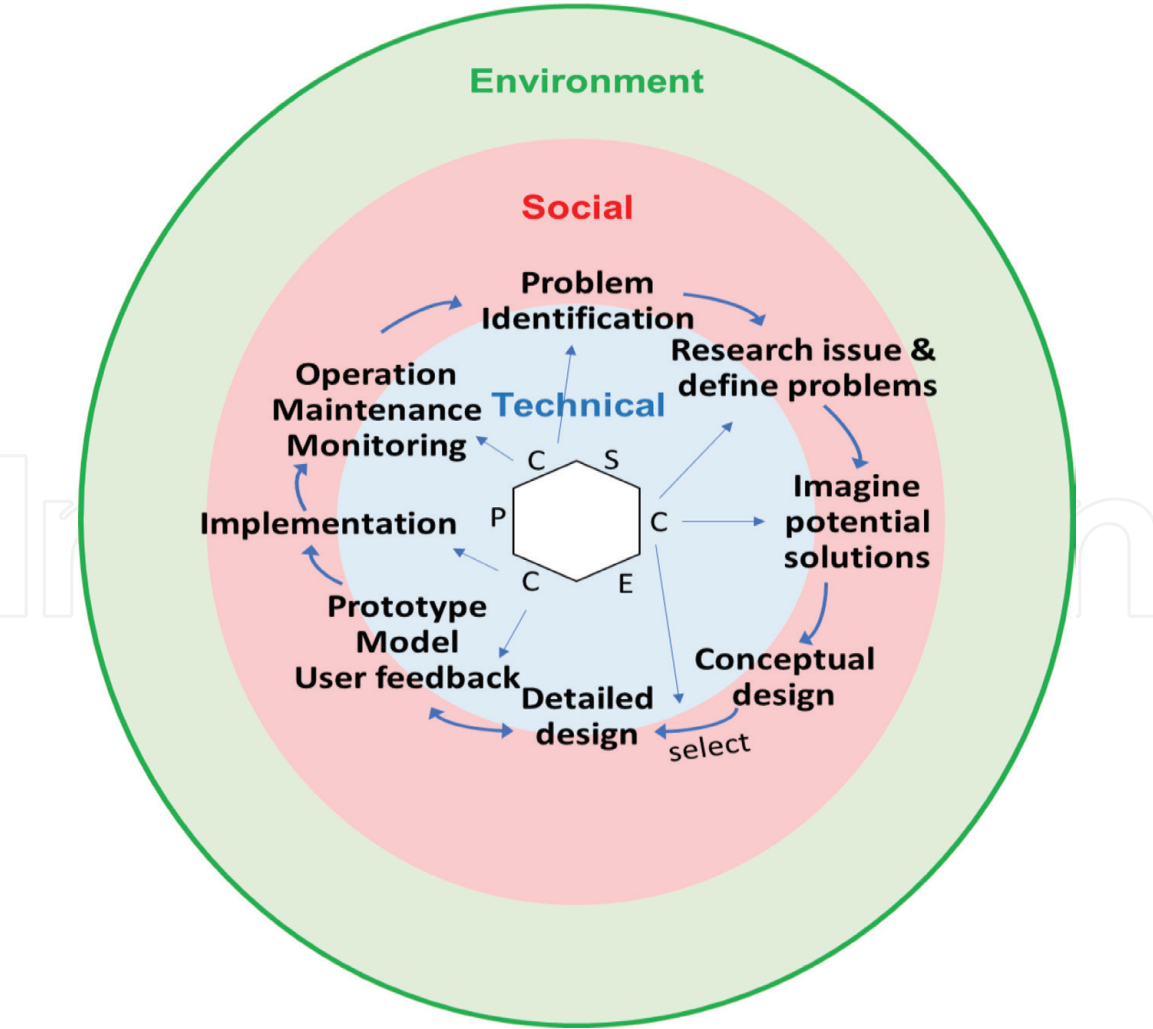 Environment
Social
Problem
Identification
Research issue &
define problems
Imagine
potential
solutions
Conceptual
design
select
Detailed
design
Prototype
Model
User feedback
Implementation
Operation
Maintenance
Monitoring
Technical
C
S
P
C
C
E